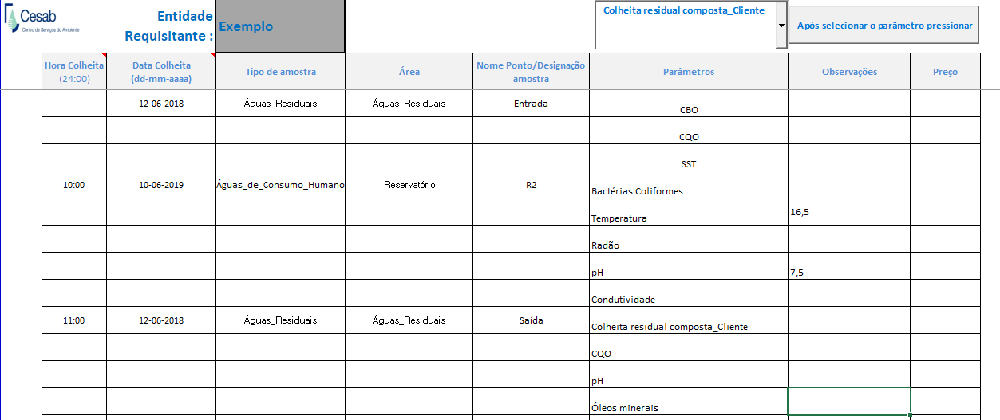 Cesab
Centro de Serviços do Ambiente
Entidade
Requisitante :
Exemplo
Colheita residual composta_Cliente
Após selecionar o parâmetro pressionar
Hora Colheita
(24:00)
Data Colheita
(dd-mm-aaaa)
Tipo de amostra
Área
Nome Ponto/Designação
amostra
Parâmetros
Observações
Preço
12-06-2018 Águas_Residuais Águas_Residuais Entrada CBO
CQO
SST
10:00 10-06-2019 Águas_de_Consumo_Humano Reservatório R2 Bactérias Coliformes
Temperatura 16,5
Radão
pH 7,5
Condutividade
11:00 12-06-2018 Águas_Residuais Águas_Residuais Saída Colheita residual composta_Cliente
CQO
pH
Óleos minerais